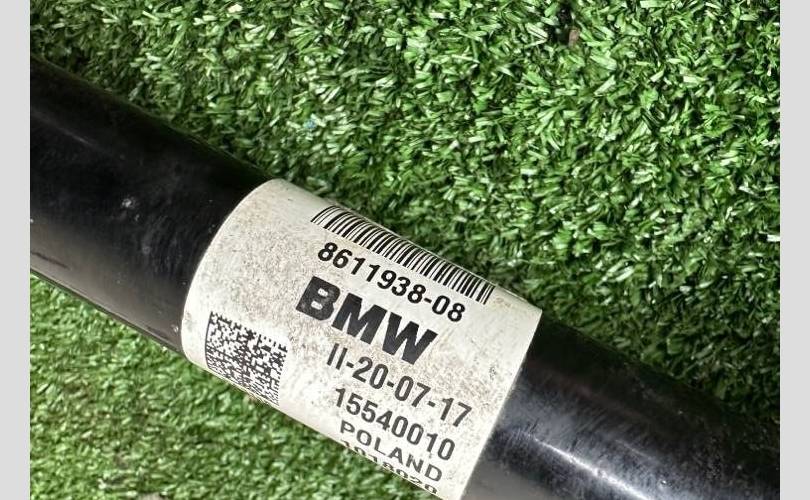 8611938-08
BMW
II-20-07-17
15540010
POLAND